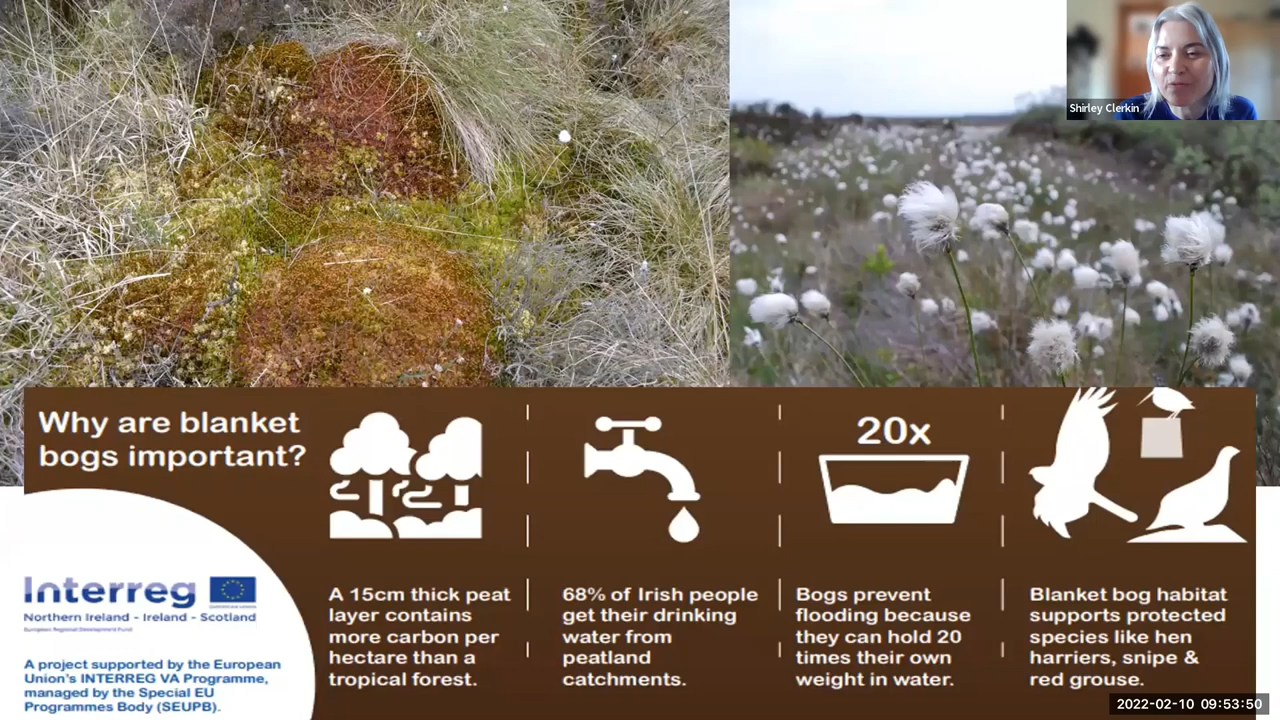 Shirley Clerkin
Why are blanket
bogs important?
20x
A 15cm thick peat
layer contains
more carbon per
hectare than a
tropical forest.
68% of Irish people
get their drinking
water from
peatland
catchments.
Bogs prevent
flooding because
they can hold 20
times their own
weight in water.
Blanket bog habitat
supports protected
species like hen
harriers, snipe &
red grouse.
Interreg
Northern Ireland - Ireland - Scotland
European Regional Development Fund
A project supported by the European
Union's INTERREG VA Programme,
managed by the Special EU
Programmes Body (SEUPB).
2022-02-10 09:53:50